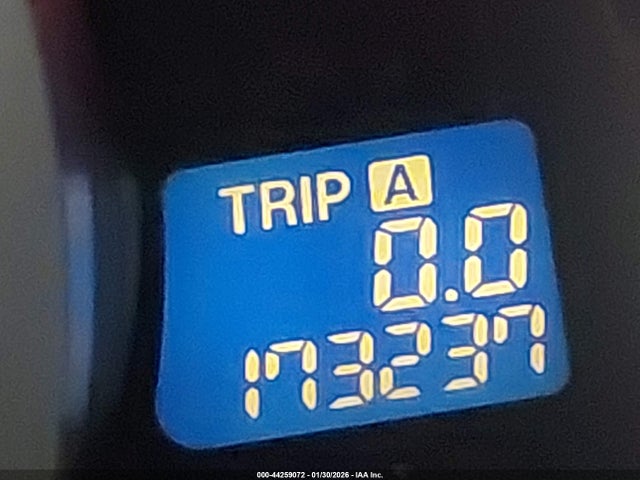 TRIP A
0.0
173237
000-44259072 - 01/30/2026 - IAA Inc.